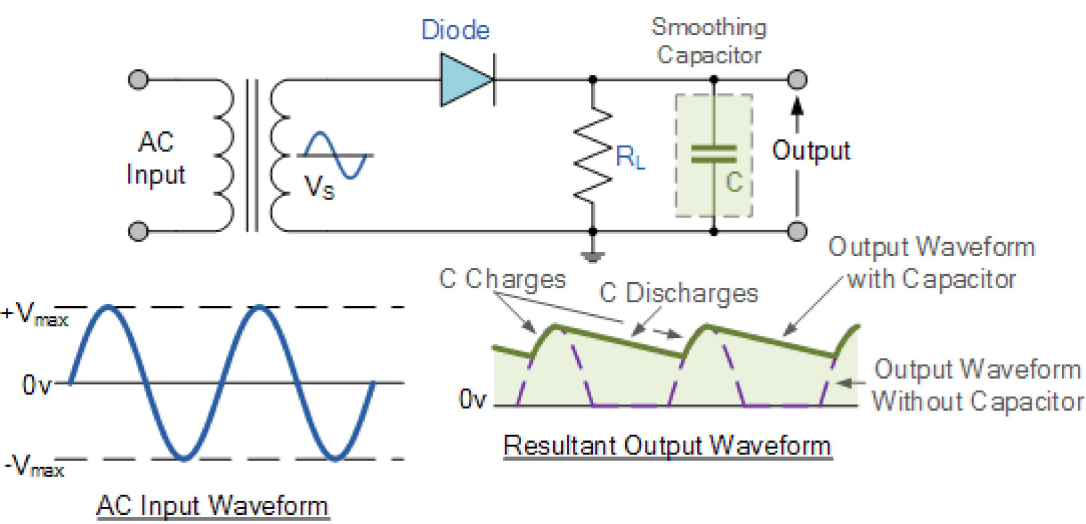 Diode
Smoothing
Capacitor
AC
Input
VS
RL
C
Output
Output Waveform
with Capacitor
C Charges
C Discharges
+Vmax
0v
-Vmax
0v
Output Waveform
Without Capacitor
Resultant Output Waveform
AC Input Waveform